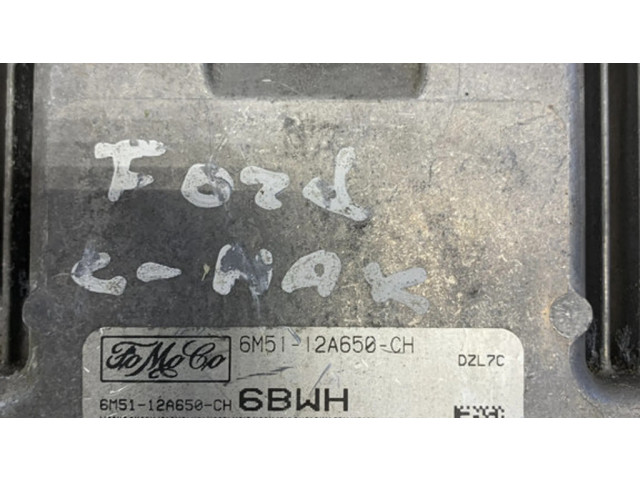 Ford
C-MAX
FoMoCo 6M51-12A650-CH DZL7C
6M51-12A650-CH 6BWH